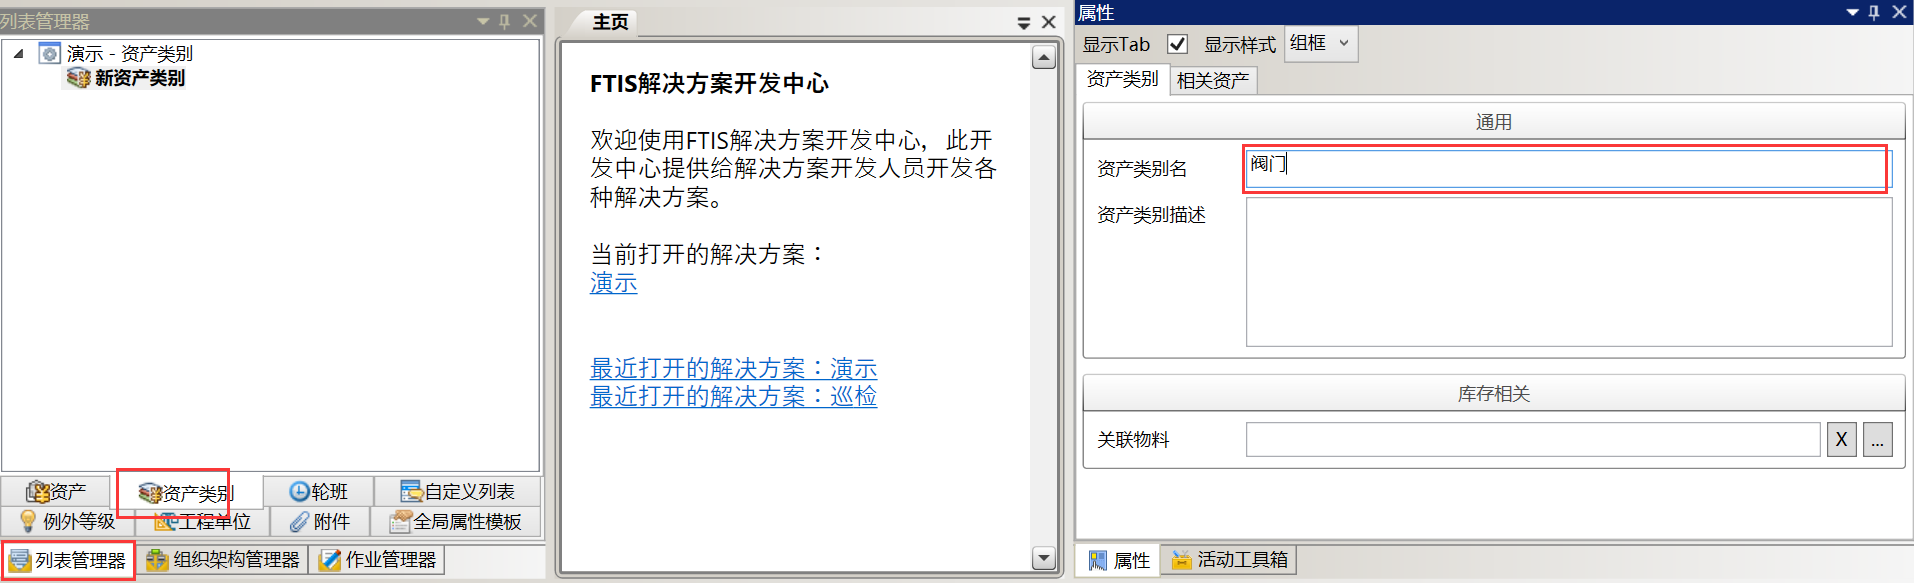 列表管理器
演示 - 资产类别
新资产类别
资产
资产类别
轮班
自定义列表
例外等级
工程单位
附件
全局属性模板
列表管理器
组织架构管理器
作业管理器
主页
FTIS解决方案开发中心
欢迎使用FTIS解决方案开发中心，此开
发中心提供给解决方案开发人员开发各
种解决方案。
当前打开的解决方案：
演示
最近打开的解决方案：演示
最近打开的解决方案：巡检
属性
显示Tab
显示样式
组框
资产类别
相关资产
通用
资产类别名
阀门
资产类别描述
库存相关
关联物料
X
...
属性
活动工具箱